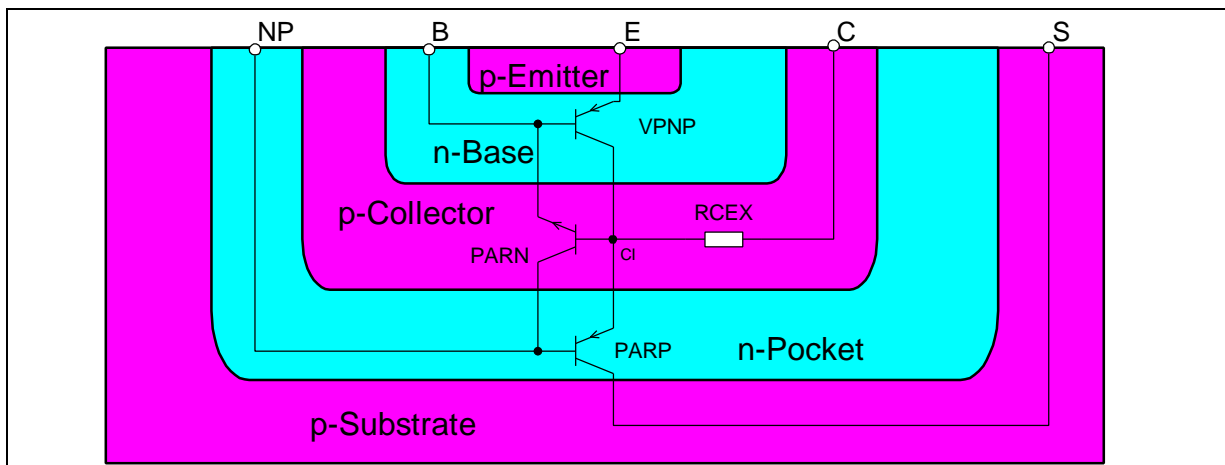 NP B E C S
p-Emitter
VPNP
n-Base
p-Collector
RCEX
PARN
CI
PARP
n-Pocket
p-Substrate